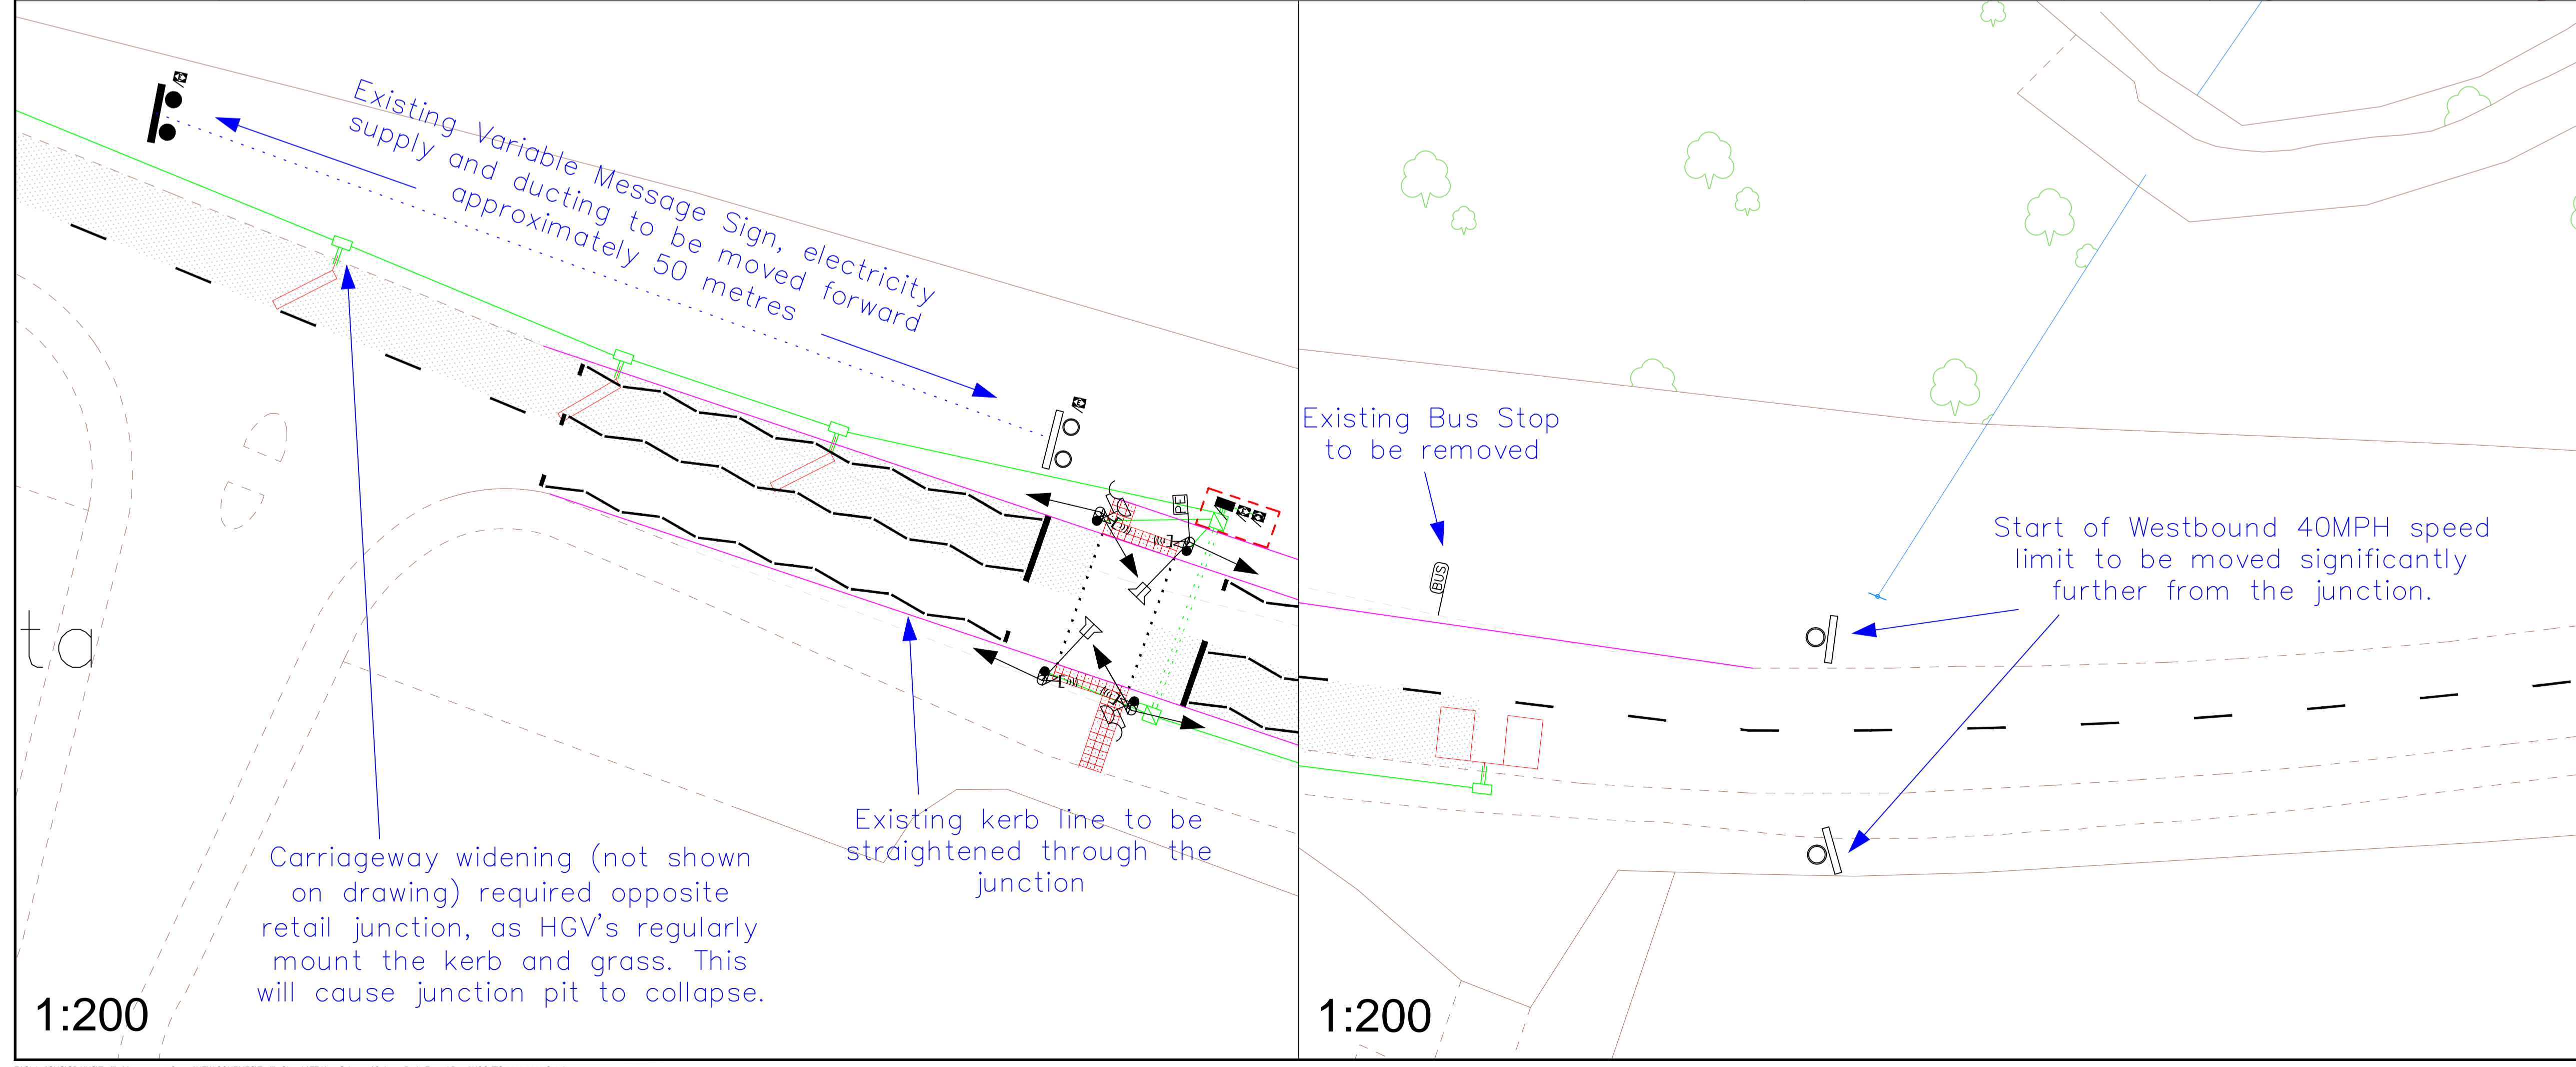 Existing Variable Message Sign, electricity
supply and ducting to be moved forward
approximately 50 metres
PE
ta
Carriageway widening (not shown
on drawing) required opposite
retail junction, as HGV's regularly
mount the kerb and grass. This
will cause junction pit to collapse.
Existing kerb line to be
straightened through the
junction
1:200
Existing Bus Stop
to be removed
BUS
Start of Westbound 40MPH speed
limit to be moved significantly
further from the junction.
1:200